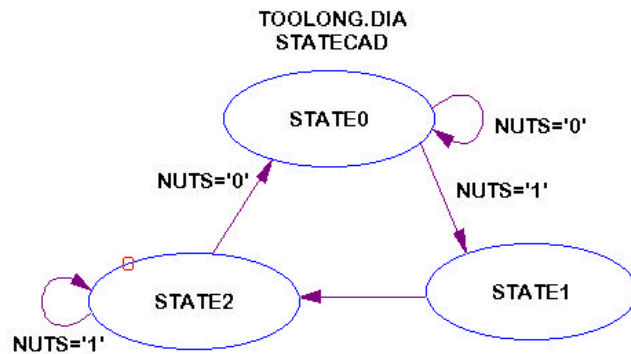 TOOLONG.DIA
STATECAD
STATE0
NUTS='0'
NUTS='0'
NUTS='1'
STATE2
STATE1
NUTS='1'